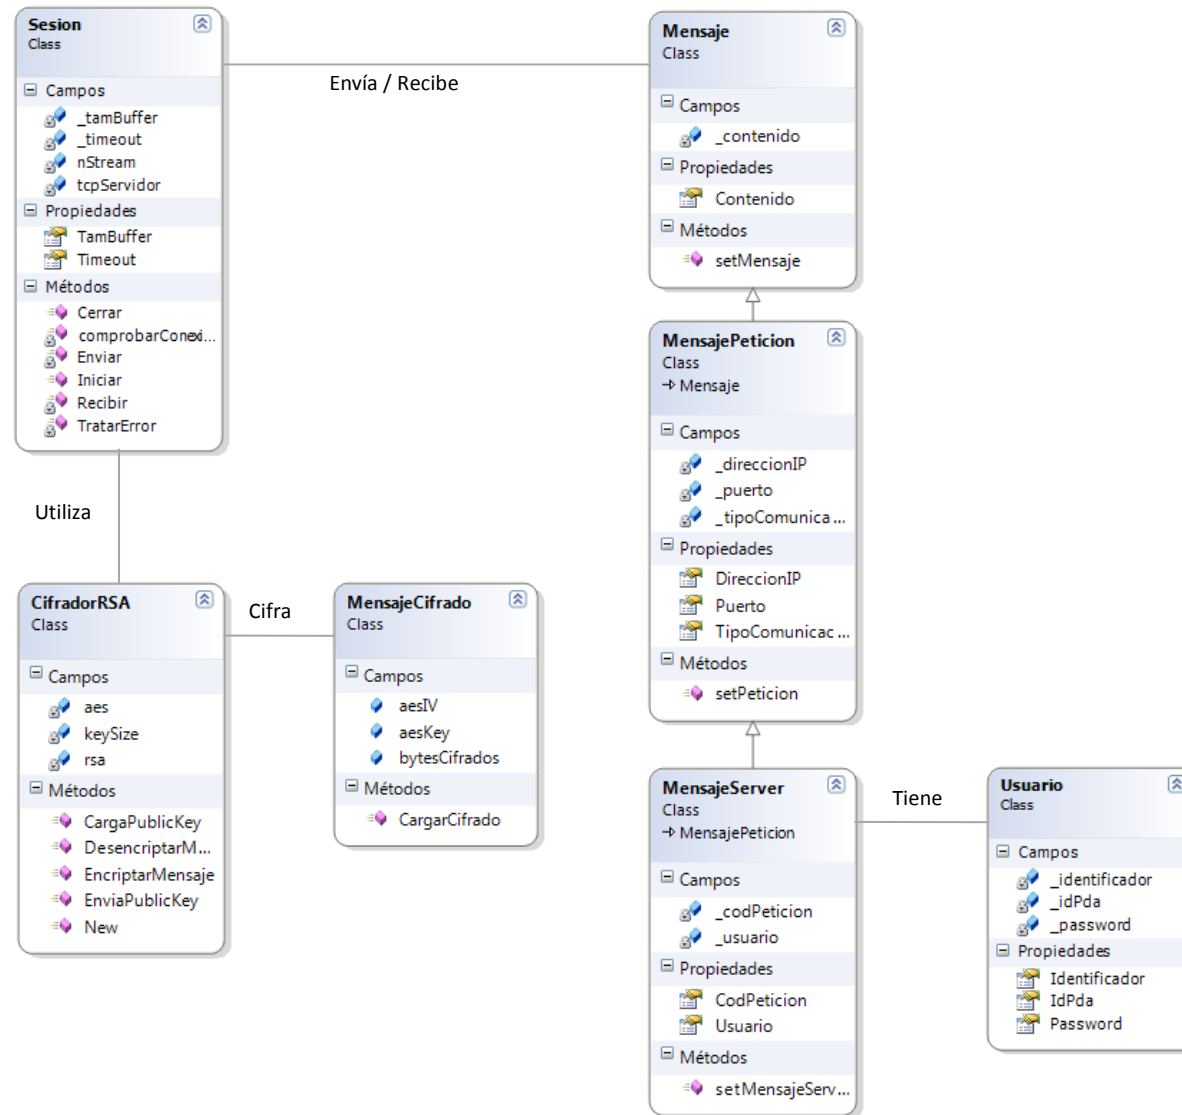 Sesion
Class
Campos
_tamBuffer
_timeout
nStream
tcpServidor
Propiedades
TamBuffer
Timeout
Métodos
Cerrar
comprobarConexi...
Enviar
Iniciar
Recibir
TratarError
Envía / Recibe
Mensaje
Class
Campos
_contenido
Propiedades
Contenido
Métodos
setMensaje
MensajePeticion
Class
Mensaje
Campos
_direccionIP
_puerto
_tipoComunica...
Propiedades
DireccionIP
Puerto
TipoComunicac...
Métodos
setPeticion
Utiliza
CifradorRSA
Class
Campos
aes
keySize
rsa
Métodos
CargaPublicKey
DesencriptarM...
EncriptarMensaje
EnviaPublicKey
New
Cifra
MensajeCifrado
Class
Campos
aesIV
aesKey
bytesCifrados
Métodos
CargarCifrado
MensajeServer
Class
MensajePeticion
Campos
_codPeticion
_usuario
Propiedades
CodPeticion
Usuario
Métodos
setMensajeServ...
Tiene
Usuario
Class
Campos
_identificador
_idPda
_password
Propiedades
Identificador
IdPda
Password